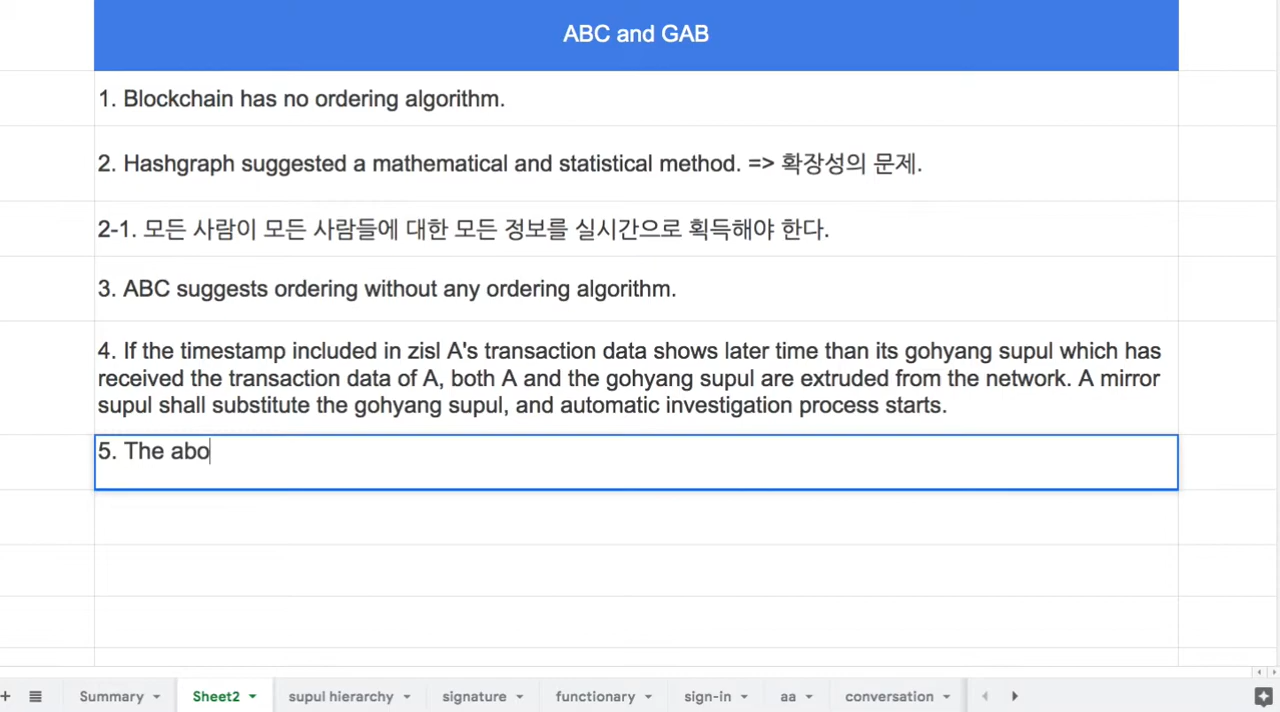 ABC and GAB
1. Blockchain has no ordering algorithm.
2. Hashgraph suggested a mathematical and statistical method. => 확장성의 문제.
2-1. 모든 사람이 모든 사람들에 대한 모든 정보를 실시간으로 획득해야 한다.
3. ABC suggests ordering without any ordering algorithm.
4. If the timestamp included in zisl A's transaction data shows later time than its gohyang supul which has
received the transaction data of A, both A and the gohyang supul are extruded from the network. A mirror
supul shall substitute the gohyang supul, and automatic investigation process starts.
5. The abo
Summary Sheet2 supul hierarchy signature functionary sign-in aa conversation